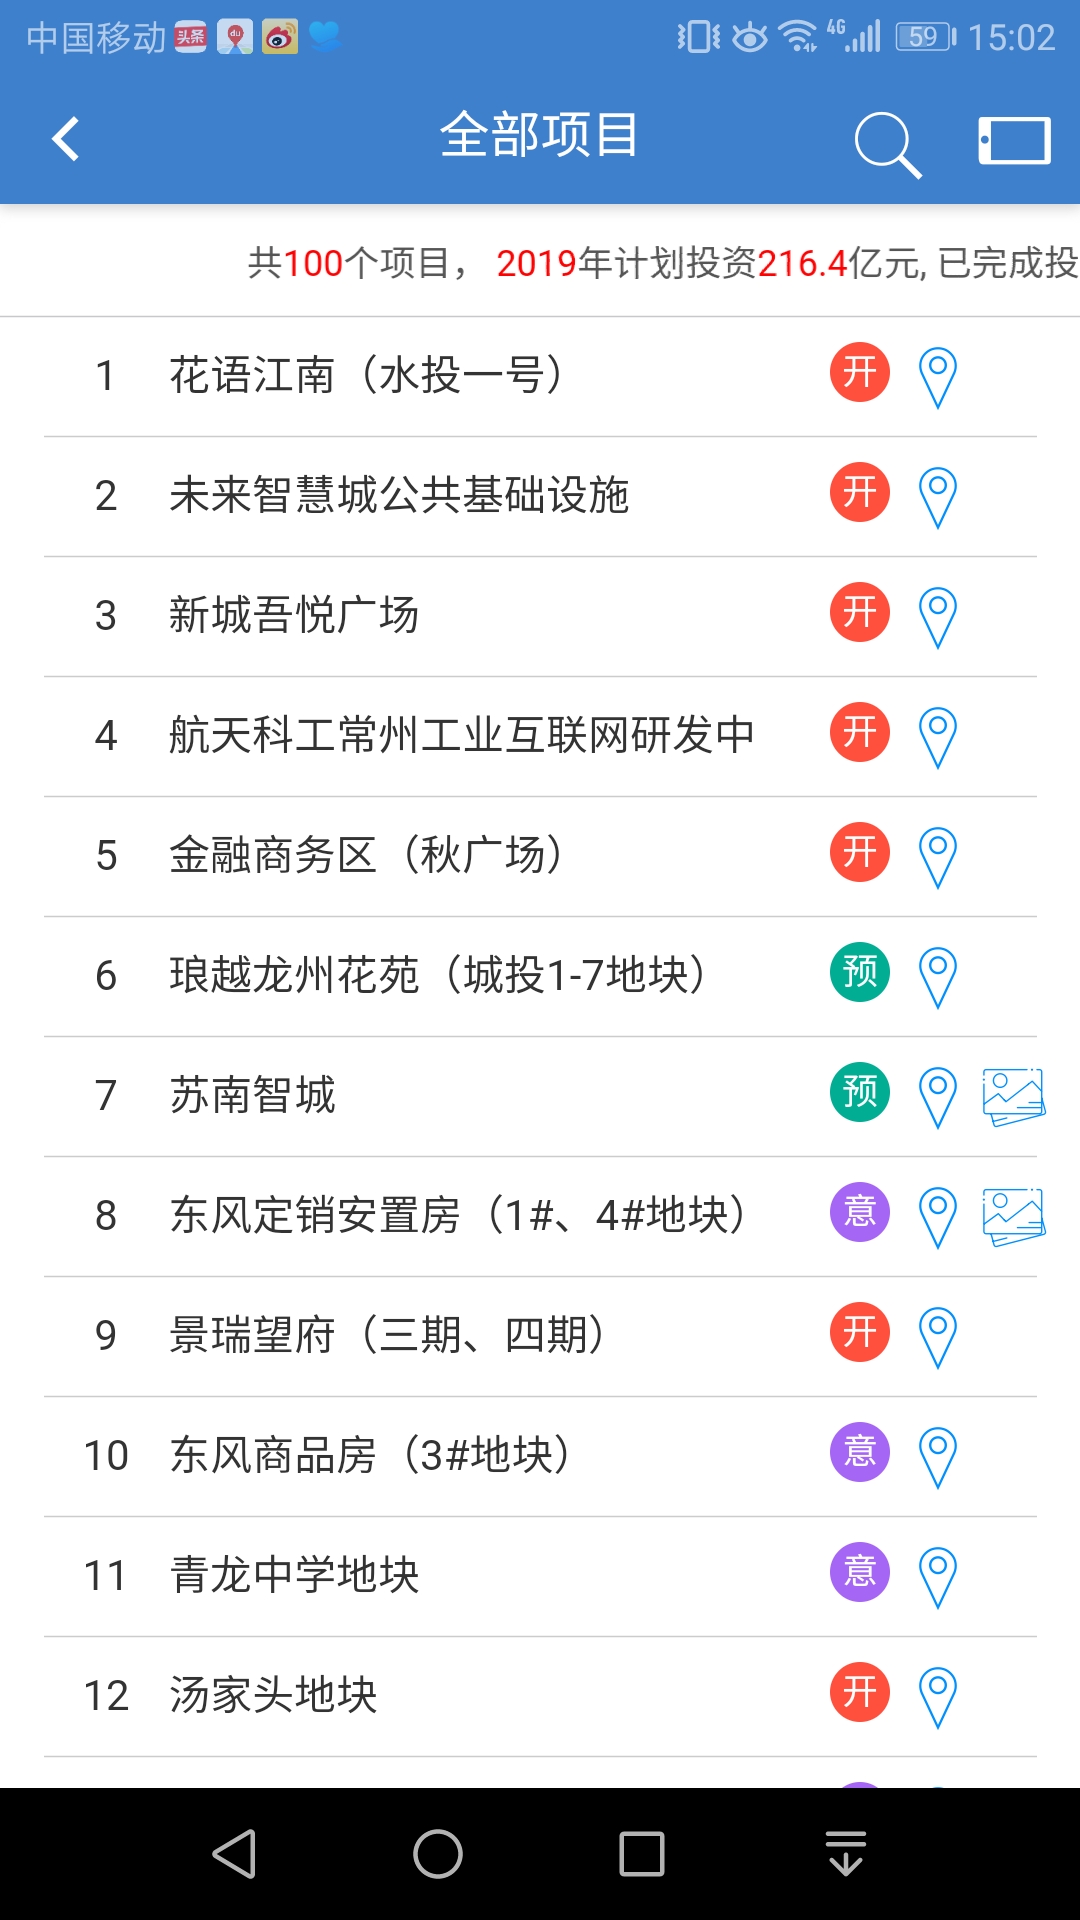 中国移动 头条 du 4G 59 15:02
全部项目
共100个项目， 2019年计划投资216.4亿元, 已完成投
1 花语江南（水投一号） 开
2 未来智慧城公共基础设施 开
3 新城吾悦广场 开
4 航天科工常州工业互联网研发中 开
5 金融商务区（秋广场） 开
6 琅越龙州花苑（城投1-7地块） 预
7 苏南智城 预
8 东风定销安置房（1#、4#地块） 意
9 景瑞望府（三期、四期） 开
10 东风商品房（3#地块） 意
11 青龙中学地块 意
12 汤家头地块 开